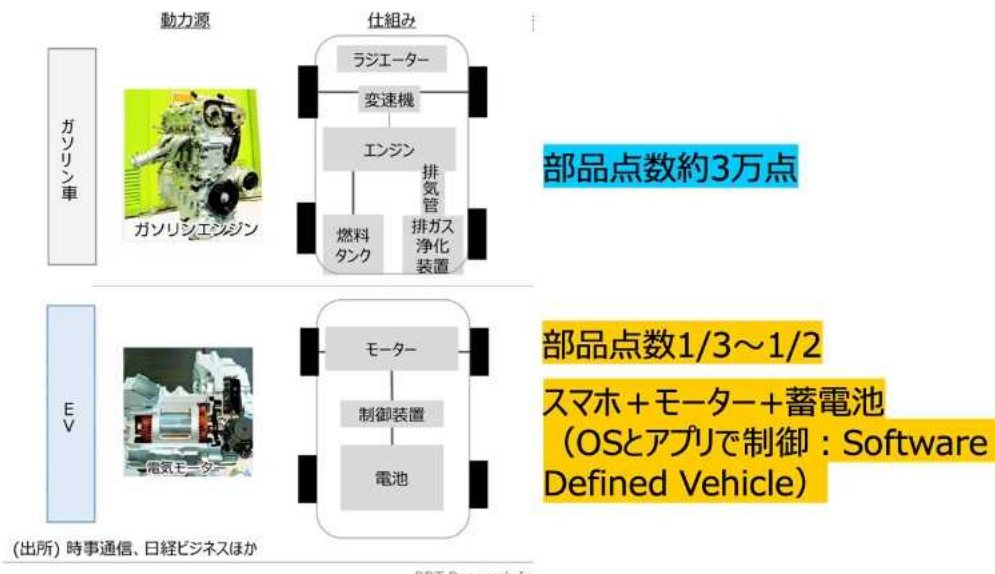 動力源
仕組み
ガソリン車
ガソリンエンジン
ラジエーター
変速機
エンジン
排気管
燃料
タンク
排ガス
浄化
装置
部品点数約3万点
EV
電気モーター
モーター
制御装置
電池
部品点数1/3～1/2
スマホ＋モーター＋蓄電池
（OSとアプリで制御：Software
Defined Vehicle）
(出所) 時事通信、日経ビジネスほか